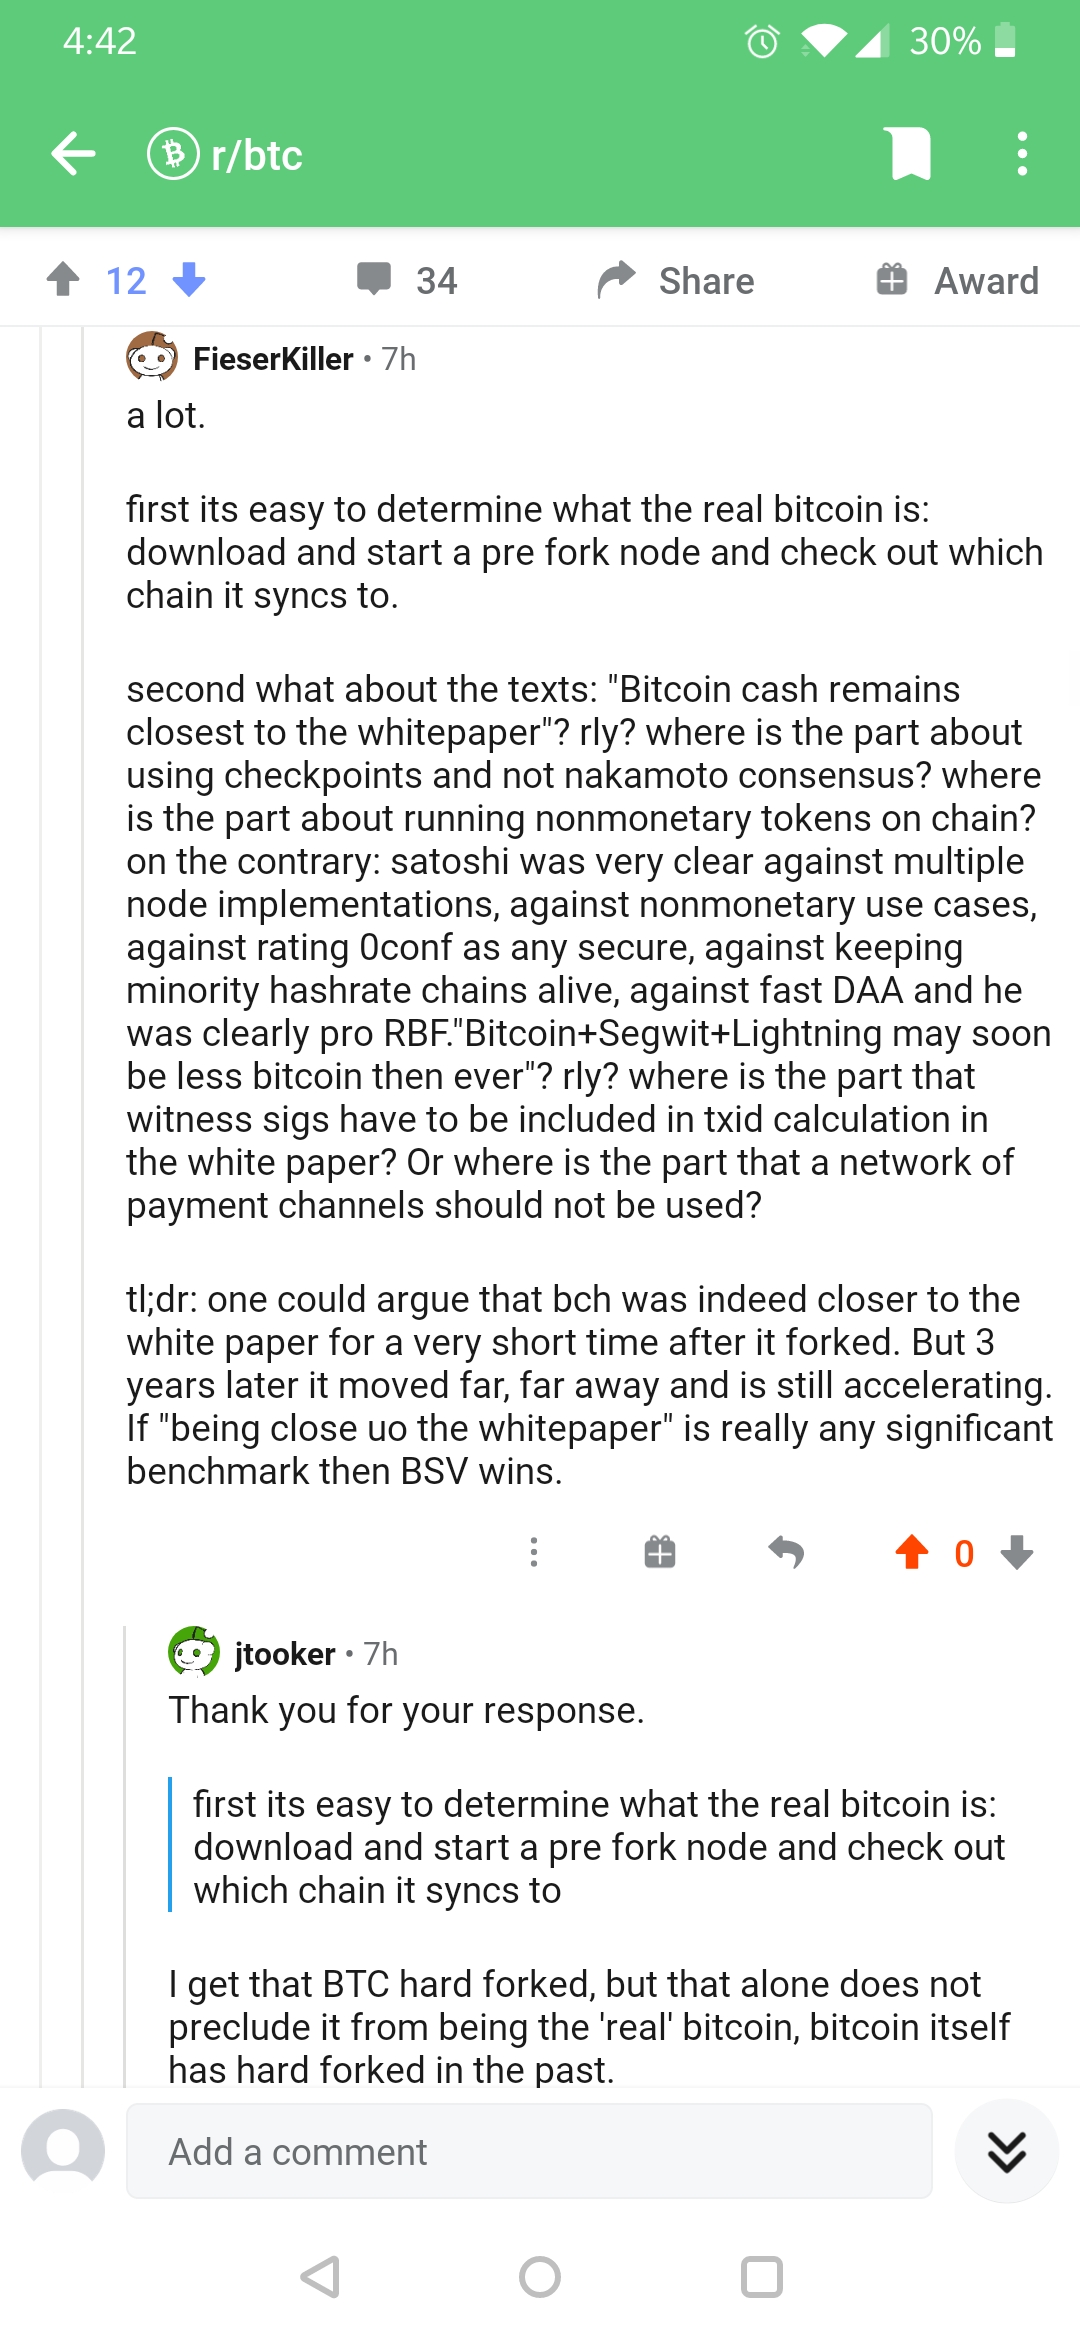 4:42
30%
r/btc
12
34
Share
Award
FieserKiller • 7h
a lot.
first its easy to determine what the real bitcoin is:
download and start a pre fork node and check out which
chain it syncs to.
second what about the texts: "Bitcoin cash remains
closest to the whitepaper"? rly? where is the part about
using checkpoints and not nakamoto consensus? where
is the part about running nonmonetary tokens on chain?
on the contrary: satoshi was very clear against multiple
node implementations, against nonmonetary use cases,
against rating 0conf as any secure, against keeping
minority hashrate chains alive, against fast DAA and he
was clearly pro RBF."Bitcoin+Segwit+Lightning may soon
be less bitcoin then ever"? rly? where is the part that
witness sigs have to be included in txid calculation in
the white paper? Or where is the part that a network of
payment channels should not be used?
tl;dr: one could argue that bch was indeed closer to the
white paper for a very short time after it forked. But 3
years later it moved far, far away and is still accelerating.
If "being close uo the whitepaper" is really any significant
benchmark then BSV wins.
0
jtooker • 7h
Thank you for your response.
first its easy to determine what the real bitcoin is:
download and start a pre fork node and check out
which chain it syncs to
I get that BTC hard forked, but that alone does not
preclude it from being the 'real' bitcoin, bitcoin itself
has hard forked in the past.
Add a comment